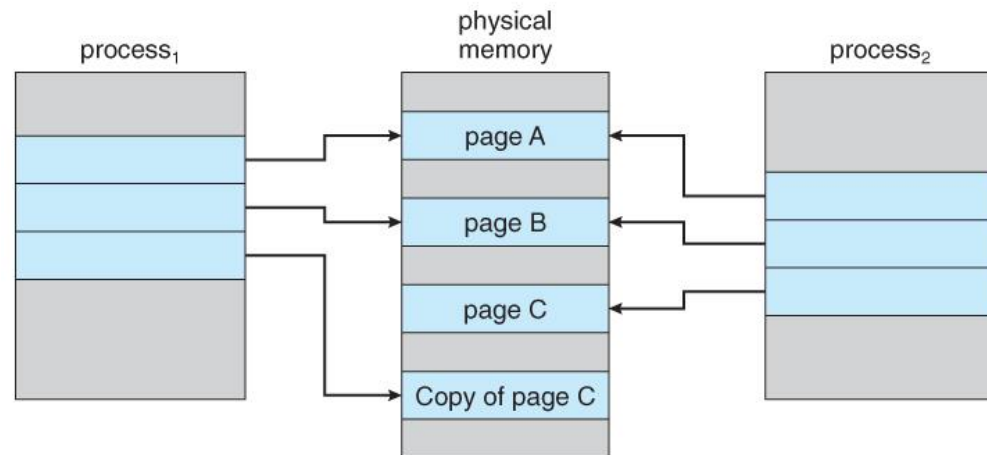 process₁
physical
memory
process₂
page A
page B
page C
Copy of page C